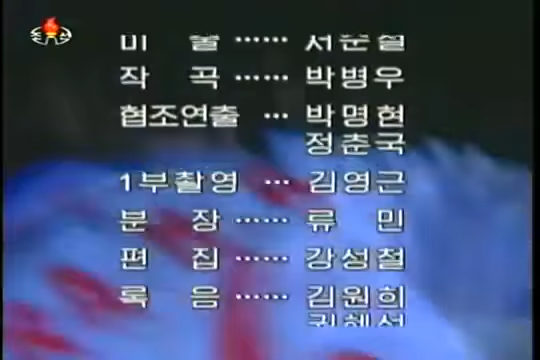 미 술 …… 서준철
작 곡 …… 박병우
협조연출 … 박명현
정춘국
1부촬영 … 김영근
분 장 …… 류 민
편 집 …… 강성철
록 음 …… 김원희